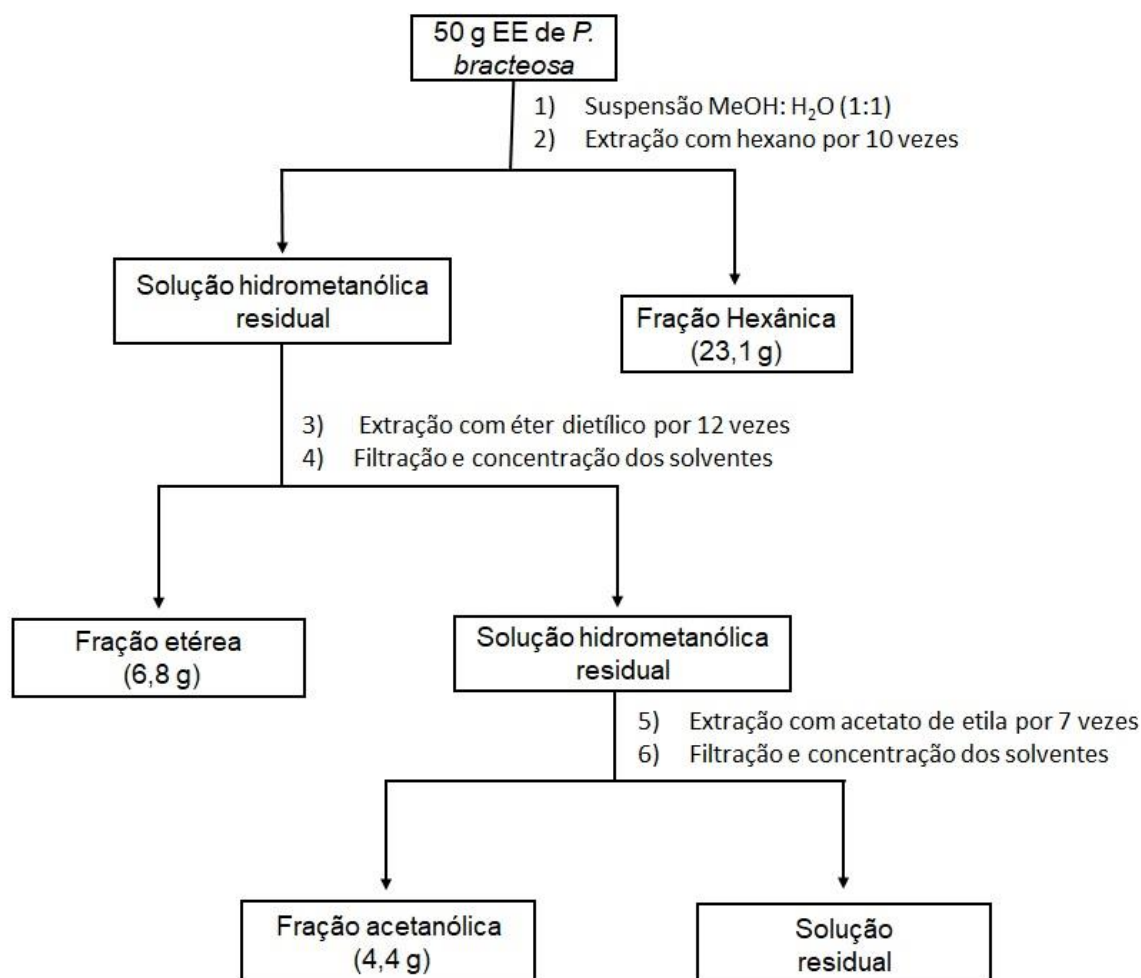 50 g EE de P.
bracteosa
1) Suspensão MeOH: H₂O (1:1)
2) Extração com hexano por 10 vezes
Solução hidrometanólica
residual
Fração Hexânica
(23,1 g)
3) Extração com éter dietílico por 12 vezes
4) Filtração e concentração dos solventes
Fração etérea
(6,8 g)
Solução hidrometanólica
residual
5) Extração com acetato de etila por 7 vezes
6) Filtração e concentração dos solventes
Fração acetanólica
(4,4 g)
Solução
residual